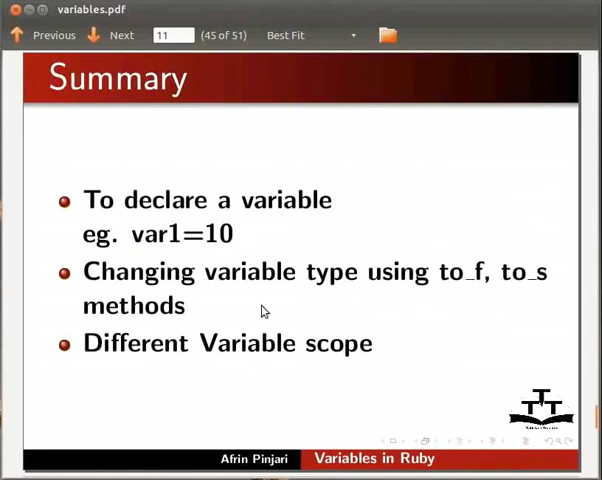 variables.pdf
Previous Next 11 (45 of 51) Best Fit
Summary
To declare a variable
eg. var1=10
Changing variable type using to_f, to_s
methods
Different Variable scope
Afrin Pinjari Variables in Ruby